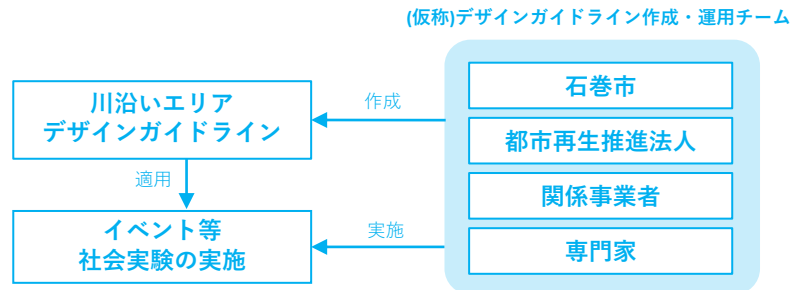 (仮称)デザインガイドライン作成・運用チーム
川沿いエリア
デザインガイドライン
作成
石巻市
都市再生推進法人
適用
関係事業者
イベント等
社会実験の実施
実施
専門家